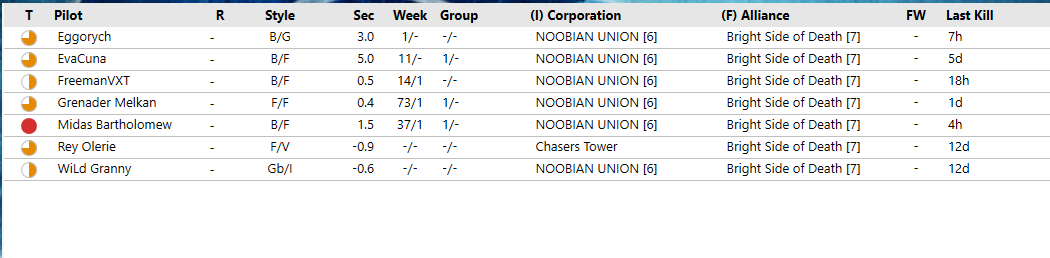 T Pilot R Style Sec Week Group (I) Corporation (F) Alliance FW Last Kill
Eggorych - B/G 3.0 1/- -/- NOOBIAN UNION [6] Bright Side of Death [7] - 7h
EvaCuna - B/F 5.0 11/- 1/- NOOBIAN UNION [6] Bright Side of Death [7] - 5d
FreemanVXT - B/F 0.5 14/1 -/- NOOBIAN UNION [6] Bright Side of Death [7] - 18h
Grenader Melkan - F/F 0.4 73/1 1/- NOOBIAN UNION [6] Bright Side of Death [7] - 1d
Midas Bartholomew - B/F 1.5 37/1 1/- NOOBIAN UNION [6] Bright Side of Death [7] - 4h
Rey Olerie - F/V -0.9 -/- -/- Chasers Tower Bright Side of Death [7] - 12d
WiLd Granny - Gb/I -0.6 -/- -/- NOOBIAN UNION [6] Bright Side of Death [7] - 12d